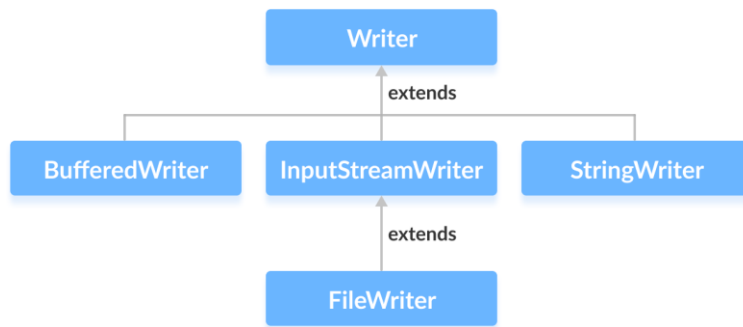 Writer
extends
BufferedWriter
InputStreamWriter
StringWriter
extends
FileWriter